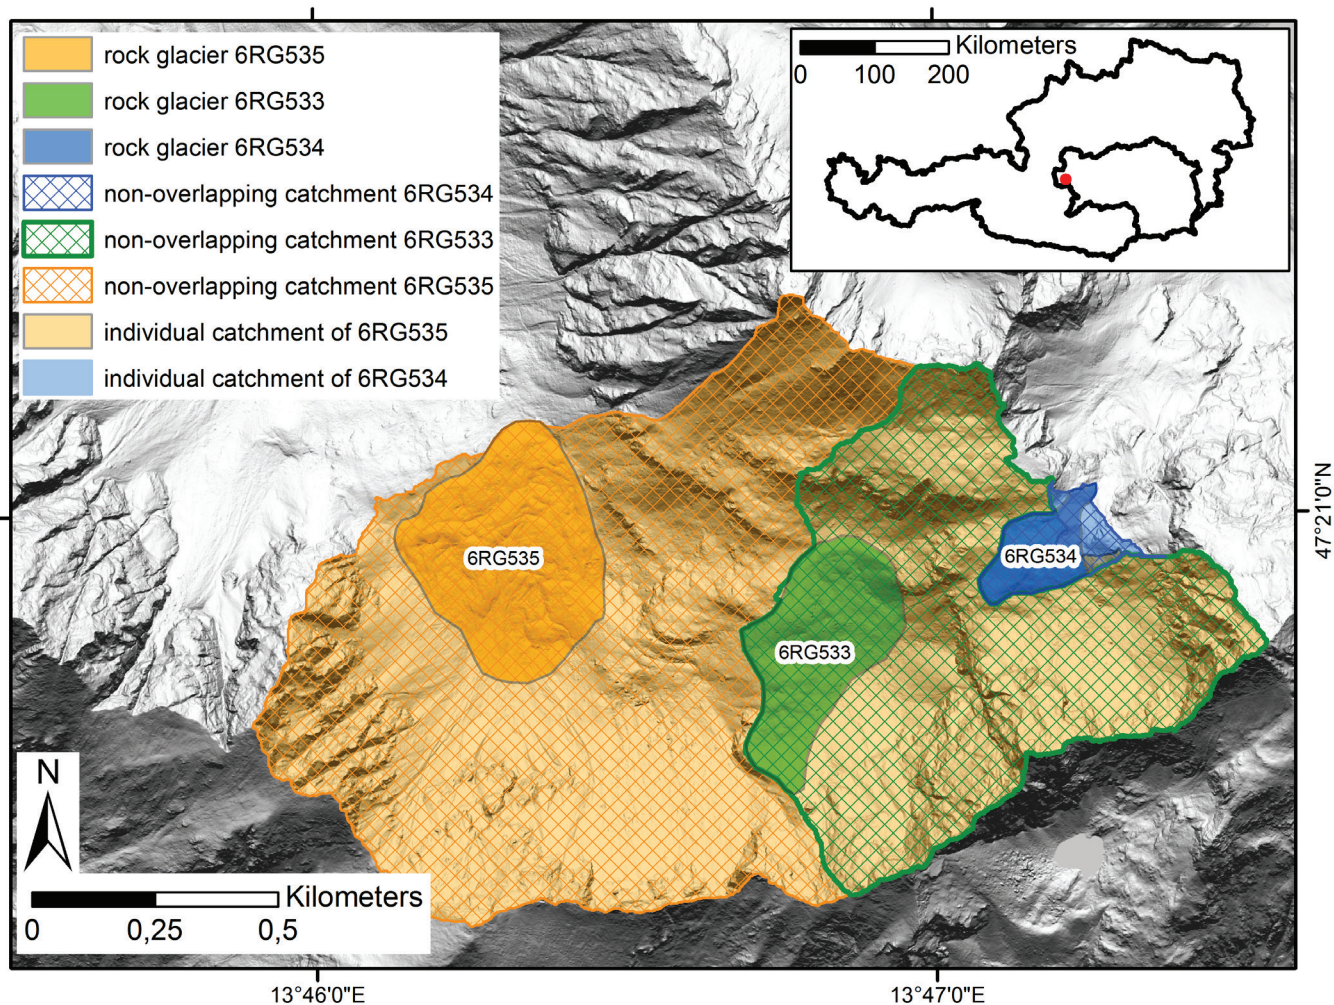 rock glacier 6RG535
rock glacier 6RG533
rock glacier 6RG534
non-overlapping catchment 6RG534
non-overlapping catchment 6RG533
non-overlapping catchment 6RG535
individual catchment of 6RG535
individual catchment of 6RG534
Kilometers
0 100 200
6RG535
6RG534
6RG533
47°21'0"N
N
Kilometers
0 0,25 0,5
13°46'0"E 13°47'0"E